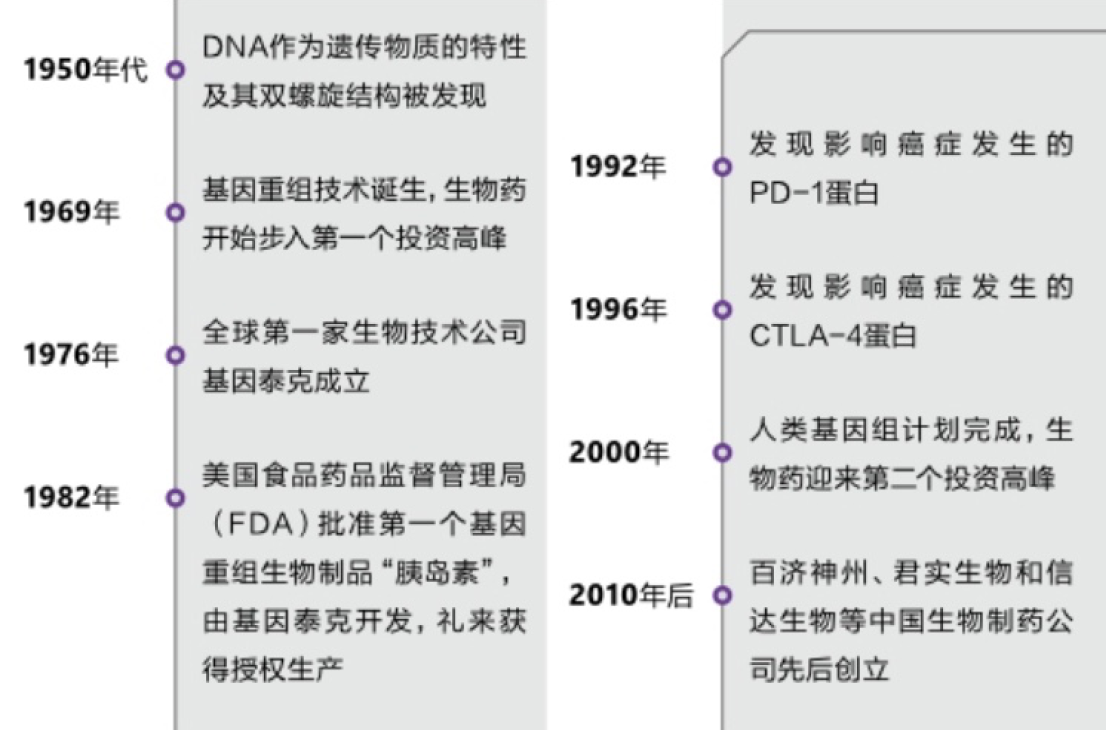 1950年代
DNA作为遗传物质的特性
及其双螺旋结构被发现
1969年
基因重组技术诞生，生物药
开始步入第一个投资高峰
1976年
全球第一家生物技术公司
基因泰克成立
1982年
美国食品药品监督管理局
（FDA）批准第一个基因
重组生物制品“胰岛素”，
由基因泰克开发，礼来获
得授权生产
1992年
发现影响癌症发生的
PD-1蛋白
1996年
发现影响癌症发生的
CTLA-4蛋白
2000年
人类基因组计划完成，生
物药迎来第二个投资高峰
2010年后
百济神州、君实生物和信
达生物等中国生物制药公
司先后创立